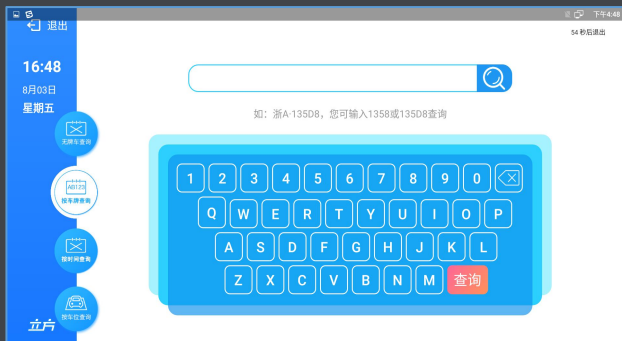 下午4:48
退出
54 秒后退出
16:48
8月03日
星期五
如：浙A·135D8，您可输入1358或135D8查询
无牌车查询
AB123
按车牌查询
按时间查询
按车位查询
立方
1 2 3 4 5 6 7 8 9 0
Q W E R T Y U I O P
A S D F G H J K L
Z X C V B N M 查询